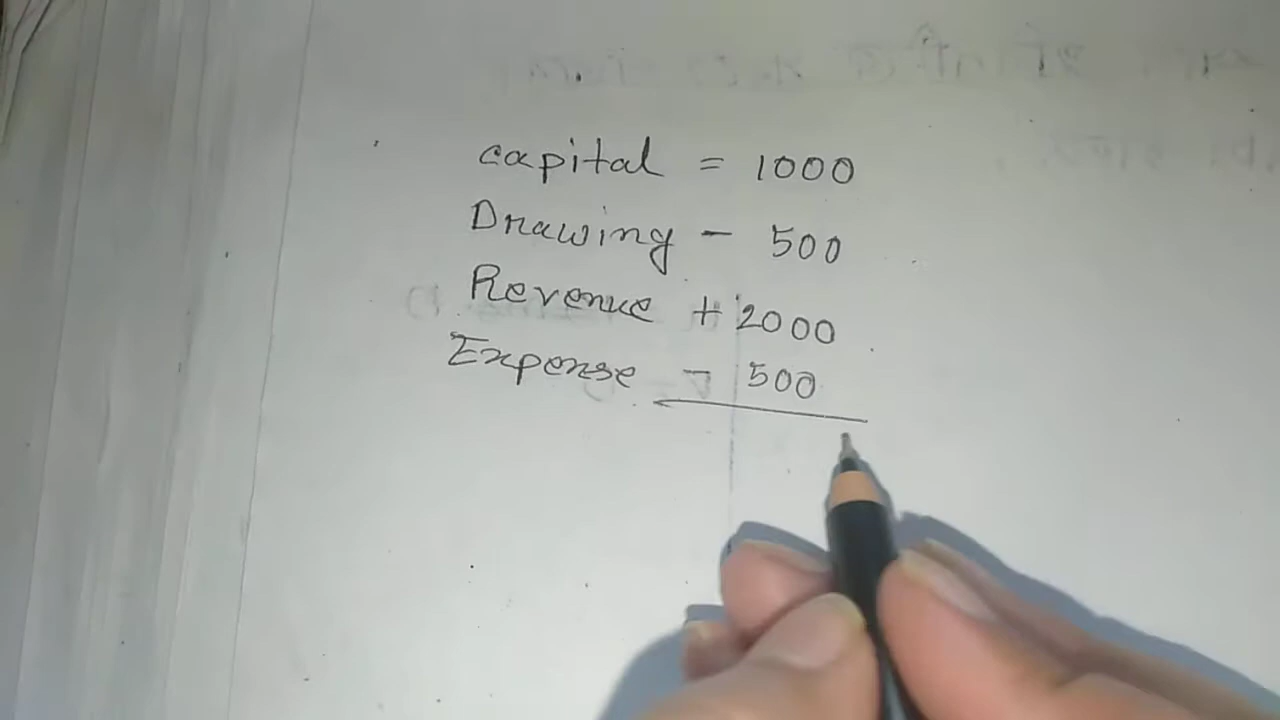 capital = 1000
Drawing - 500
Revenue + 2000
Expense - 500